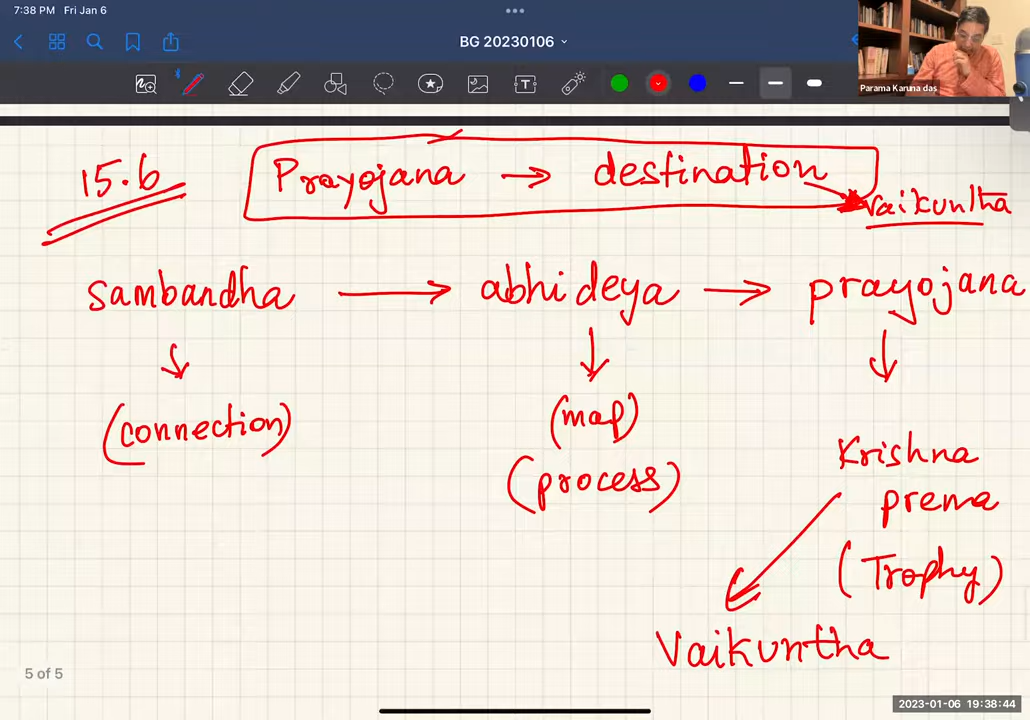 7:38 PM Fri Jan 6
BG 20230106
Parama Karuna das
15.6 Prayojana → destination
Vaikuntha
sambandha → abhideya → prayojana
(connection) (map) Krishna
(process) prema
(Trophy)
Vaikuntha
5 of 5
2023-01-06 19:38:44